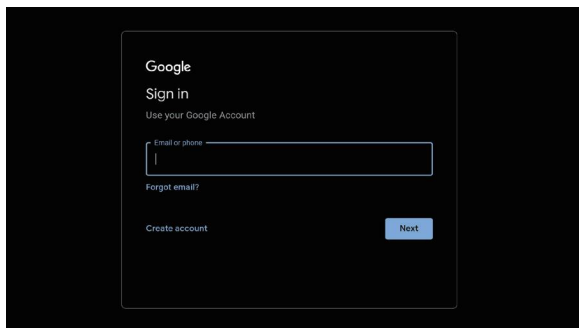 Google
Sign in
Use your Google Account
Email or phone
Forgot email?
Create account
Next